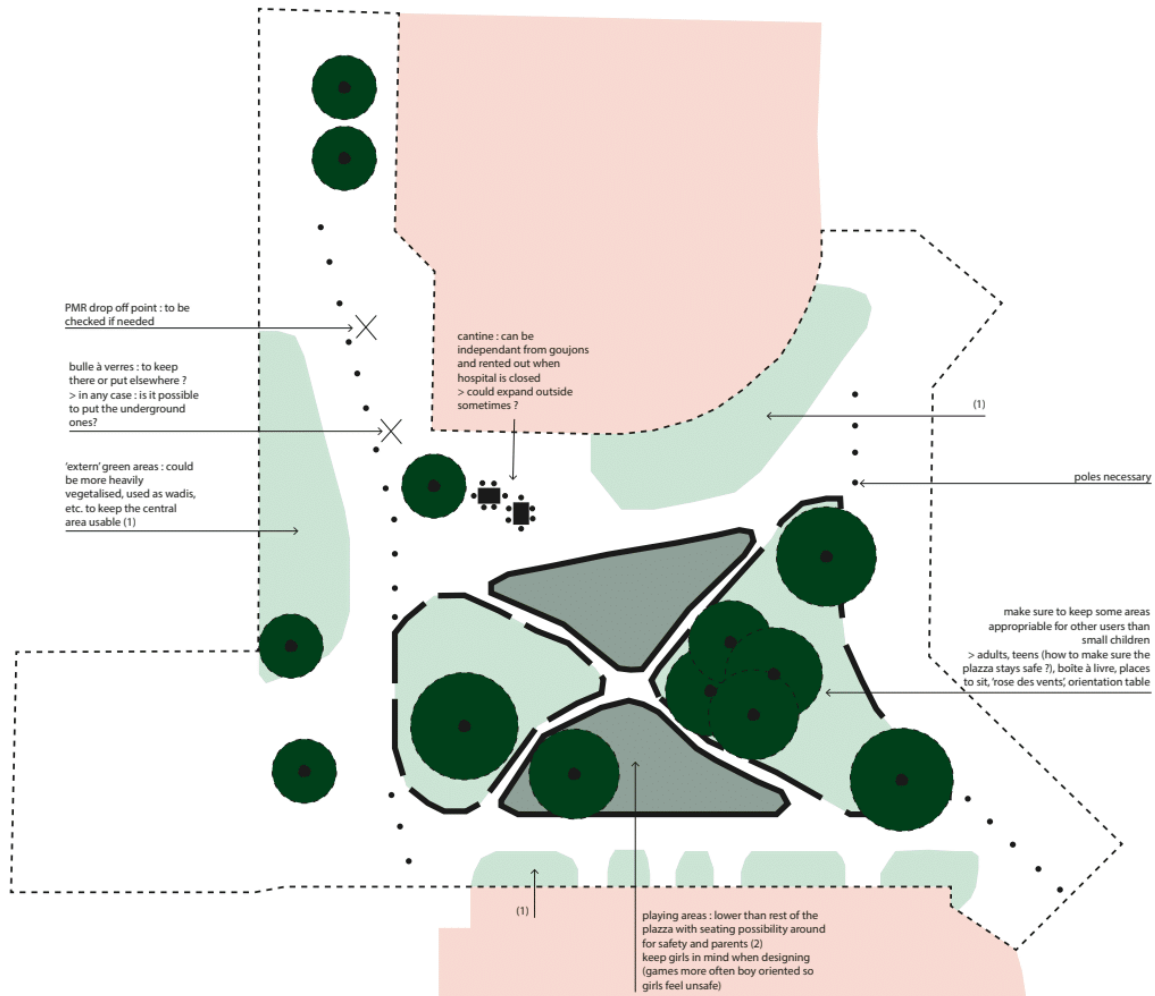 PMR drop off point : to be
checked if needed
bulle à verres : to keep
there or put elsewhere ?
> in any case : is it possible
to put the underground
ones?
'extern' green areas : could
be more heavily
vegetalised, used as wadis,
etc. to keep the central
area usable (1)
cantine : can be
independant from goujons
and rented out when
hospital is closed
> could expand outside
sometimes ?
(1)
poles necessary
make sure to keep some areas
appropriable for other users than
small children
> adults, teens (how to make sure the
plazza stays safe ?), boîte à livre, places
to sit, 'rose des vents', orientation table
(1)
playing areas : lower than rest of the
plazza with seating possibility around
for safety and parents (2)
keep girls in mind when designing
(games more often boy oriented so
girls feel unsafe)